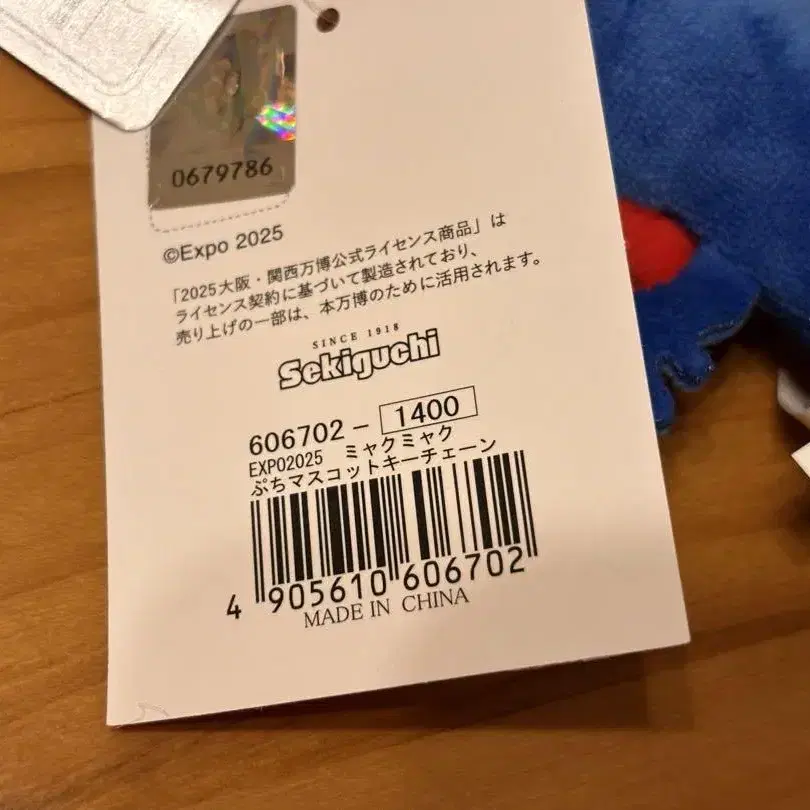 0679786
©Expo 2025
「2025大阪・関西万博公式ライセンス商品」は
ライセンス契約に基づいて製造されており、
売り上げの一部は、本万博のために活用されます。
SINCE 1918
Sekiguchi
606702- 1400
EXPO2025 ミャクミャク
ぷちマスコットキーチェーン
4 905610 606702
MADE IN CHINA